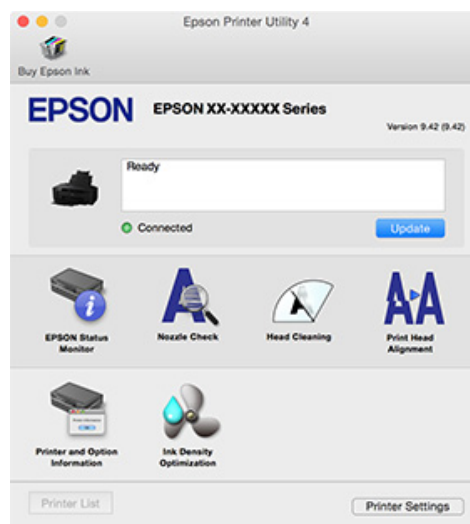 Epson Printer Utility 4
Buy Epson Ink
EPSON
EPSON XX-XXXXX Series
Version 9.42 (9.42)
Ready
Connected
Update
EPSON Status
Monitor
Nozzle Check
Head Cleaning
Print Head
Alignment
Printer and Option
Information
Ink Density
Optimization
Printer List
Printer Settings